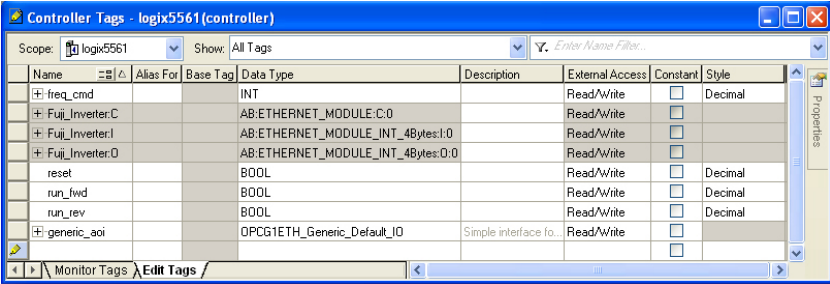 Controller Tags - logix5561(controller)
Scope: logix5561 Show: All Tags Enter Name Filter...
Name Alias For Base Tag Data Type Description External Access Constant Style
freq_cmd INT Read/Write Decimal
Fuji_Inverter:C AB:ETHERNET_MODULE:C:0 Read/Write
Fuji_Inverter:I AB:ETHERNET_MODULE_INT_4Bytes:I:0 Read/Write
Fuji_Inverter:O AB:ETHERNET_MODULE_INT_4Bytes:O:0 Read/Write
reset BOOL Read/Write Decimal
run_fwd BOOL Read/Write Decimal
run_rev BOOL Read/Write Decimal
generic_aoi OPCG1ETH_Generic_Default_IO Simple interface fo... Read/Write
Monitor Tags Edit Tags
Properties